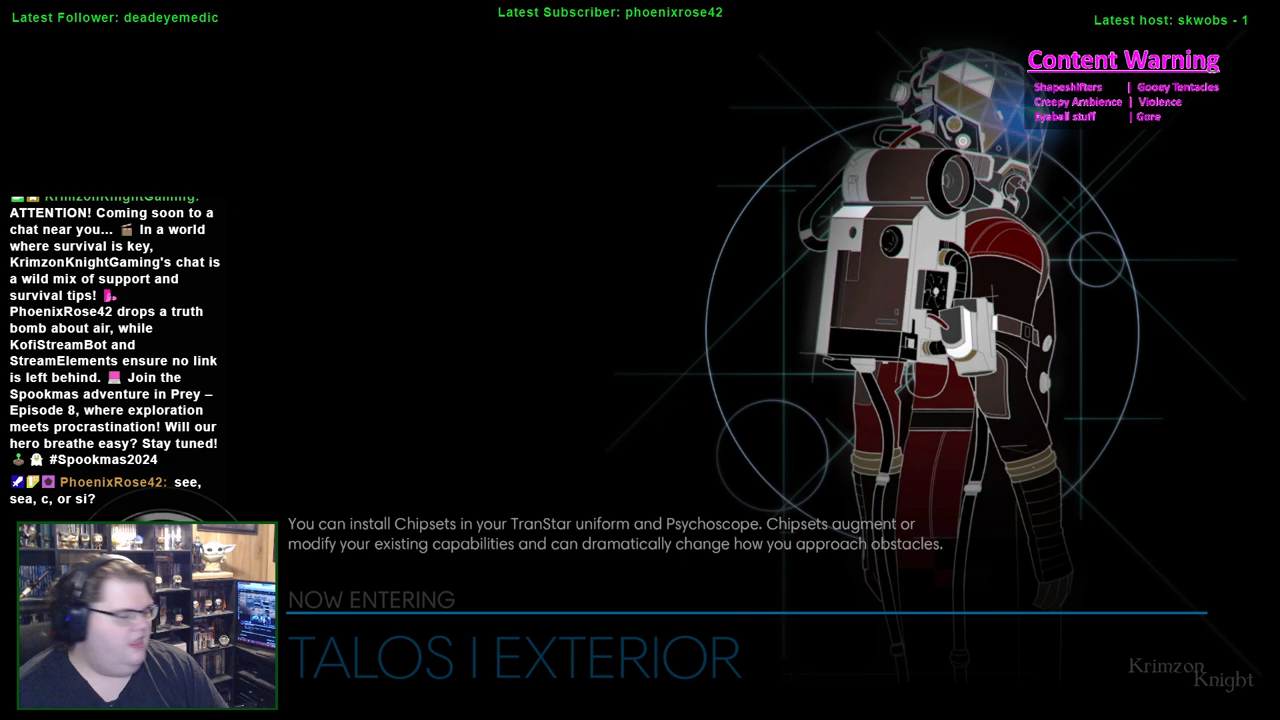 Latest Follower: deadeyemedic
Latest Subscriber: phoenixrose42
Latest host: skwobs - 1
Content Warning
Shapeshifters | Gooey Tentacles
Creepy Ambience | Violence
Eyeball stuff | Gore
KrimzonKnightGaming:
ATTENTION! Coming soon to a
chat near you... 🎬 In a world
where survival is key,
KrimzonKnightGaming's chat is
a wild mix of support and
survival tips!
PhoenixRose42 drops a truth
bomb about air, while
KofiStreamBot and
StreamElements ensure no link
is left behind. 💻 Join the
Spookmas adventure in Prey –
Episode 8, where exploration
meets procrastination! Will our
hero breathe easy? Stay tuned!
🕹️ 👻 #Spookmas2024
PhoenixRose42: see,
sea, c, or si?
You can install Chipsets in your TranStar uniform and Psychoscope. Chipsets augment or
modify your existing capabilities and can dramatically change how you approach obstacles.
NOW ENTERING
TALOS I EXTERIOR
Krimzon
Knight